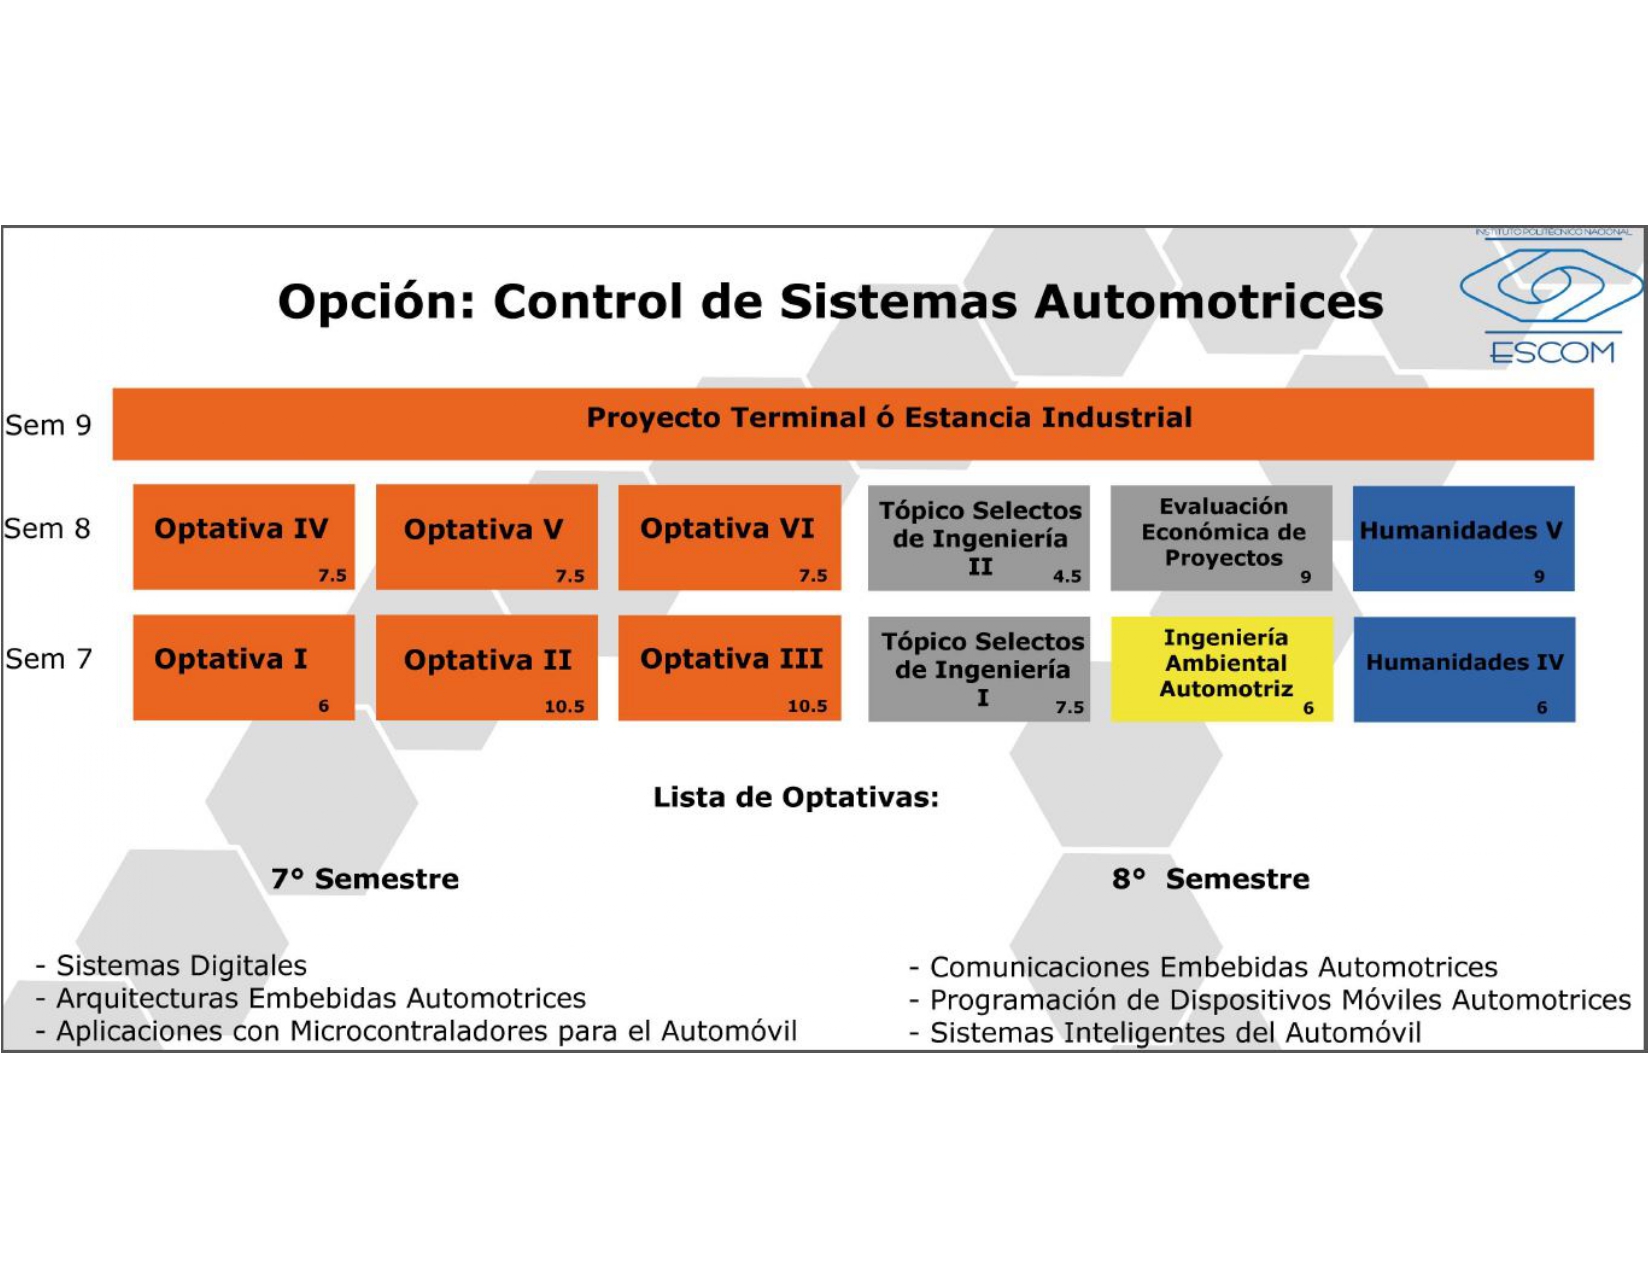 INSTITUTO POLITÉCNICO NACIONAL
Opción: Control de Sistemas Automotrices
ESCOM
Sem 9
Proyecto Terminal ó Estancia Industrial
Sem 8
Optativa IV
7.5
Optativa V
7.5
Optativa VI
7.5
Tópico Selectos
de Ingeniería
II
4.5
Evaluación
Económica de
Proyectos
9
Humanidades V
9
Sem 7
Optativa I
6
Optativa II
10.5
Optativa III
10.5
Tópico Selectos
de Ingeniería
I
7.5
Ingeniería
Ambiental
Automotriz
6
Humanidades IV
6
Lista de Optativas:
7° Semestre
- Sistemas Digitales
- Arquitecturas Embebidas Automotrices
- Aplicaciones con Microcontraladores para el Automóvil
8° Semestre
- Comunicaciones Embebidas Automotrices
- Programación de Dispositivos Móviles Automotrices
- Sistemas Inteligentes del Automóvil